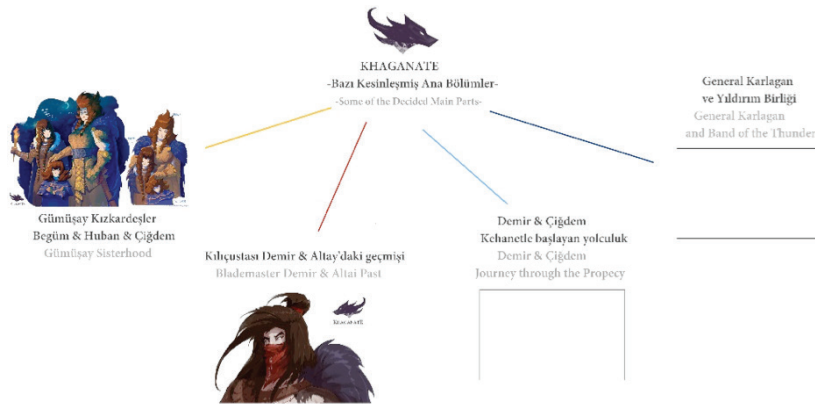 KHAGANATE
-Bazı Kesinleşmiş Ana Bölümler-
-Some of the Decided Main Parts-
Gümüşay Kızkardeşler
Begüm & Huban & Çiğdem
Gümüşay Sisterhood
Kılıçustası Demir & Altay'daki geçmişi
Blademaster Demir & Altai Past
KHAGANATE
Demir & Çiğdem
Kehanetle başlayan yolculuk
Demir & Çiğdem
Journey through the Propecy
General Karlagan
ve Yıldırım Birliği
General Karlagan
and Band of the Thunder